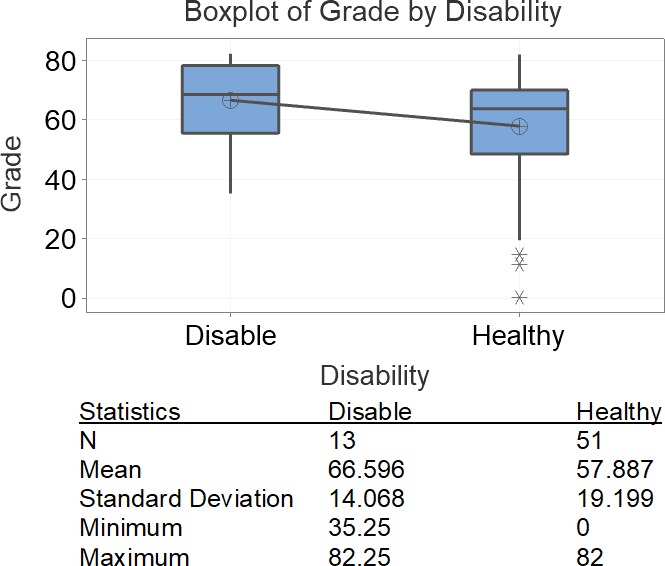 Boxplot of Grade by Disability
Grade
80
60
40
20
0
Disable Healthy
Disability
Statistics Disable Healthy
N 13 51
Mean 66.596 57.887
Standard Deviation 14.068 19.199
Minimum 35.25 0
Maximum 82.25 82